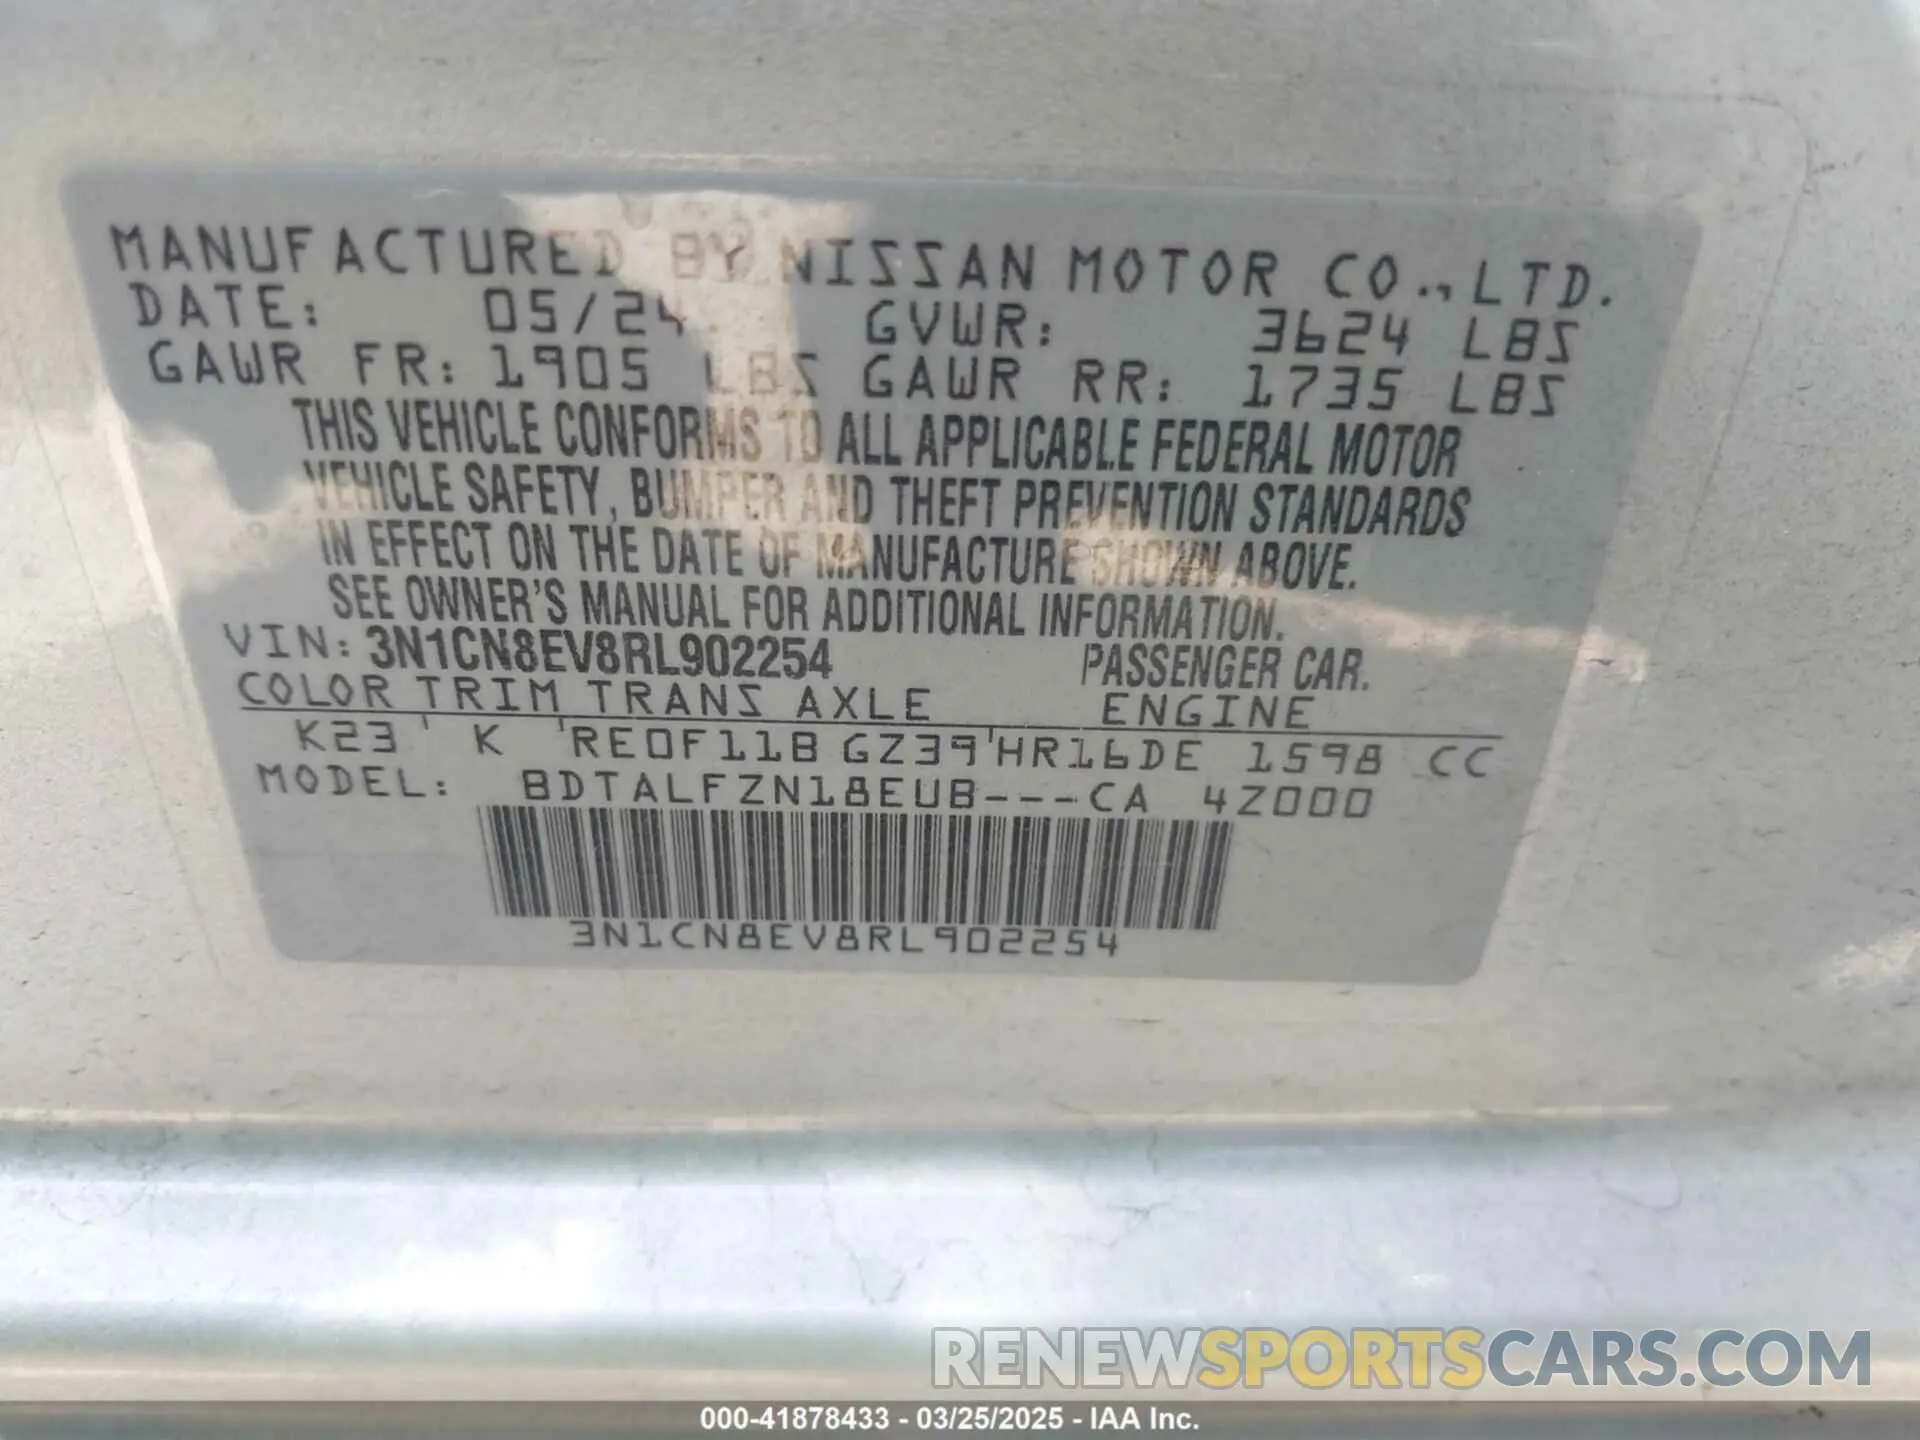 MANUFACTURED BY NISSAN MOTOR CO., LTD.
DATE: 05/24 GVWR: 3624 LBS
GAWR FR: 1905 LBS GAWR RR: 1735 LBS
THIS VEHICLE CONFORMS TO ALL APPLICABLE FEDERAL MOTOR
VEHICLE SAFETY, BUMPER AND THEFT PREVENTION STANDARDS
IN EFFECT ON THE DATE OF MANUFACTURE SHOWN ABOVE.
SEE OWNER'S MANUAL FOR ADDITIONAL INFORMATION.
VIN: 3N1CN8EV8RL902254 PASSENGER CAR.
COLOR TRIM TRANS AXLE ENGINE
K23 ' K 'RE0F11B GZ39'HR16DE 1598 CC
MODEL: BDTALFZN18EUB---CA 4Z000
3N1CN8EV8RL902254
RENEWSPORTSCARS.COM
000-41878433 - 03/25/2025 - IAA Inc.